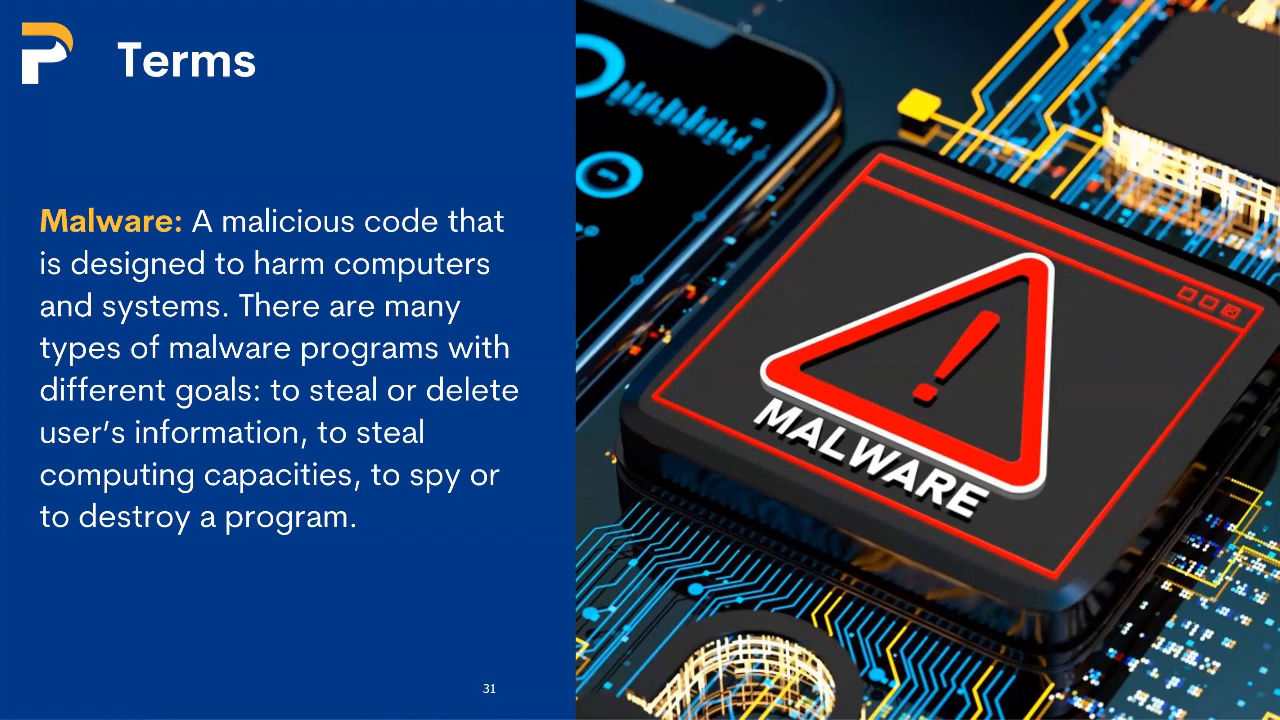 Terms
Malware: A malicious code that
is designed to harm computers
and systems. There are many
types of malware programs with
different goals: to steal or delete
user’s information, to steal
computing capacities, to spy or
to destroy a program.
MALWARE
31